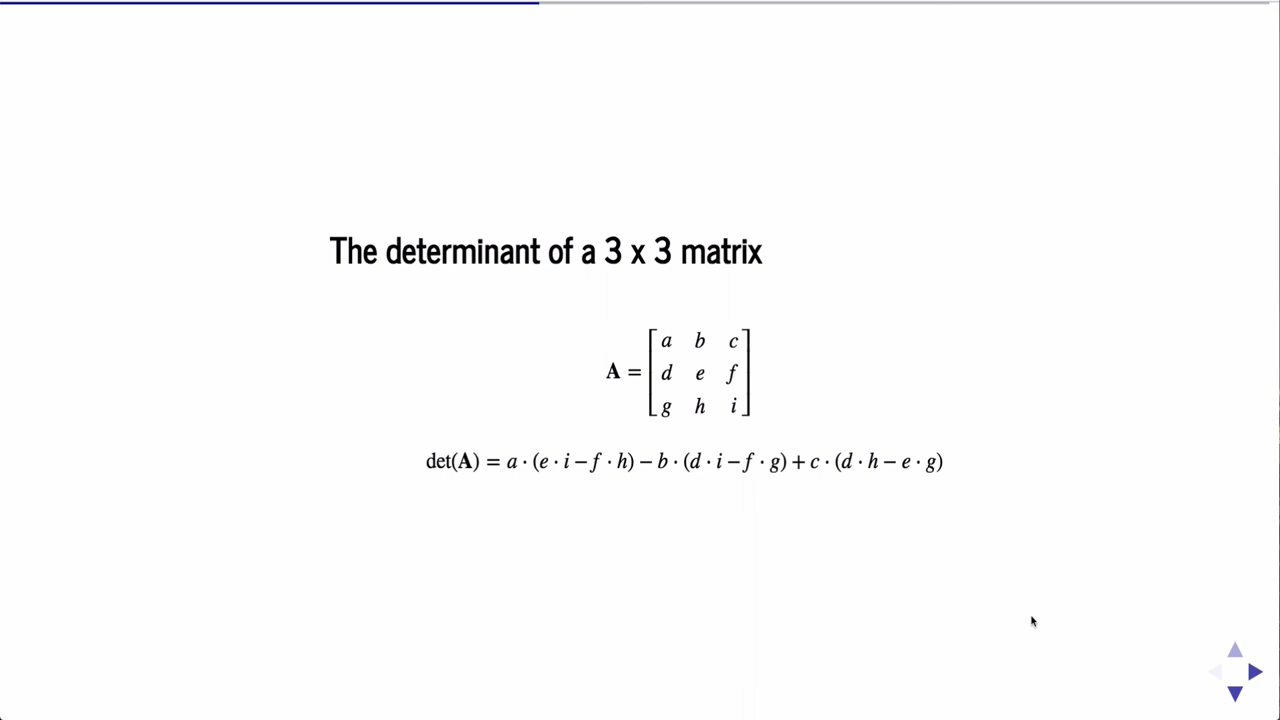 The determinant of a 3 x 3 matrix
A = [a b c
d e f
g h i]
det(A) = a · (e · i − f · h) − b · (d · i − f · g) + c · (d · h − e · g)